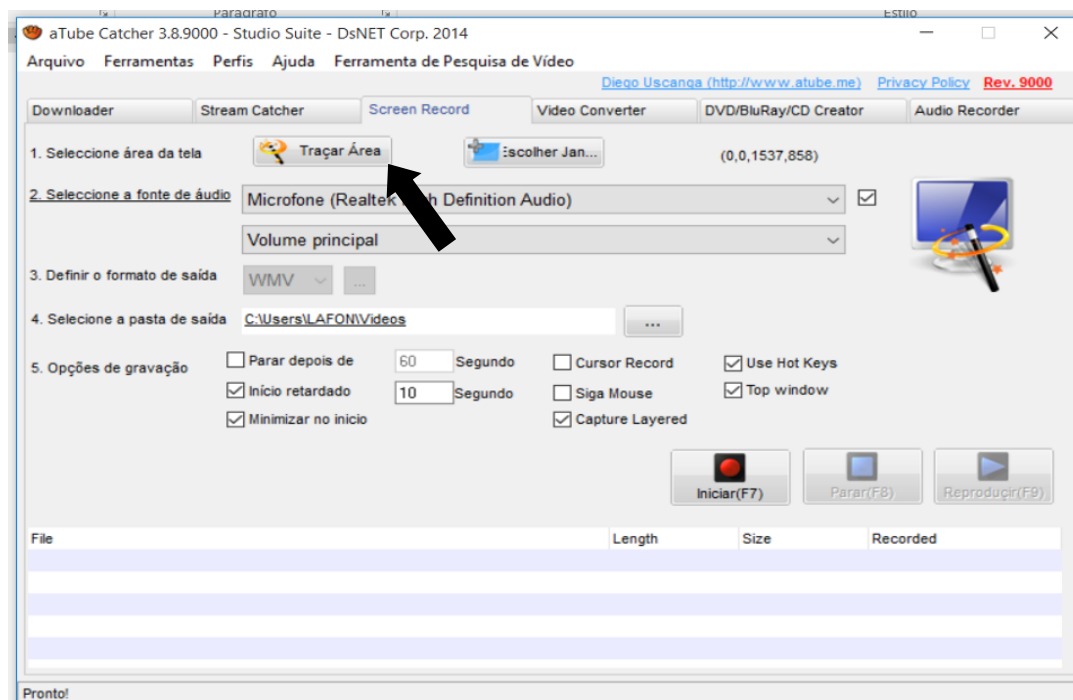 Parágrafo Estilo
aTube Catcher 3.8.9000 - Studio Suite - DsNET Corp. 2014
Arquivo Ferramentas Perfis Ajuda Ferramenta de Pesquisa de Vídeo
Diego Uscanga (http://www.atube.me) Privacy Policy Rev. 9000
Downloader Stream Catcher Screen Record Video Converter DVD/BluRay/CD Creator Audio Recorder
1. Seleccione área da tela Traçar Área Escolher Jan... (0,0,1537,858)
2. Seleccione a fonte de áudio Microfone (Realtek Definition Audio)
Volume principal
3. Definir o formato de saída WMV ...
4. Selecione a pasta de saída C:\Users\LAFON\Videos ...
5. Opções de gravação Parar depois de 60 Segundo Cursor Record Use Hot Keys
Início retardado 10 Segundo Siga Mouse Top window
Minimizar no inicio Capture Layered
Iniciar(F7) Parar(F8) Reproduçir(F9)
File Length Size Recorded
Pronto!